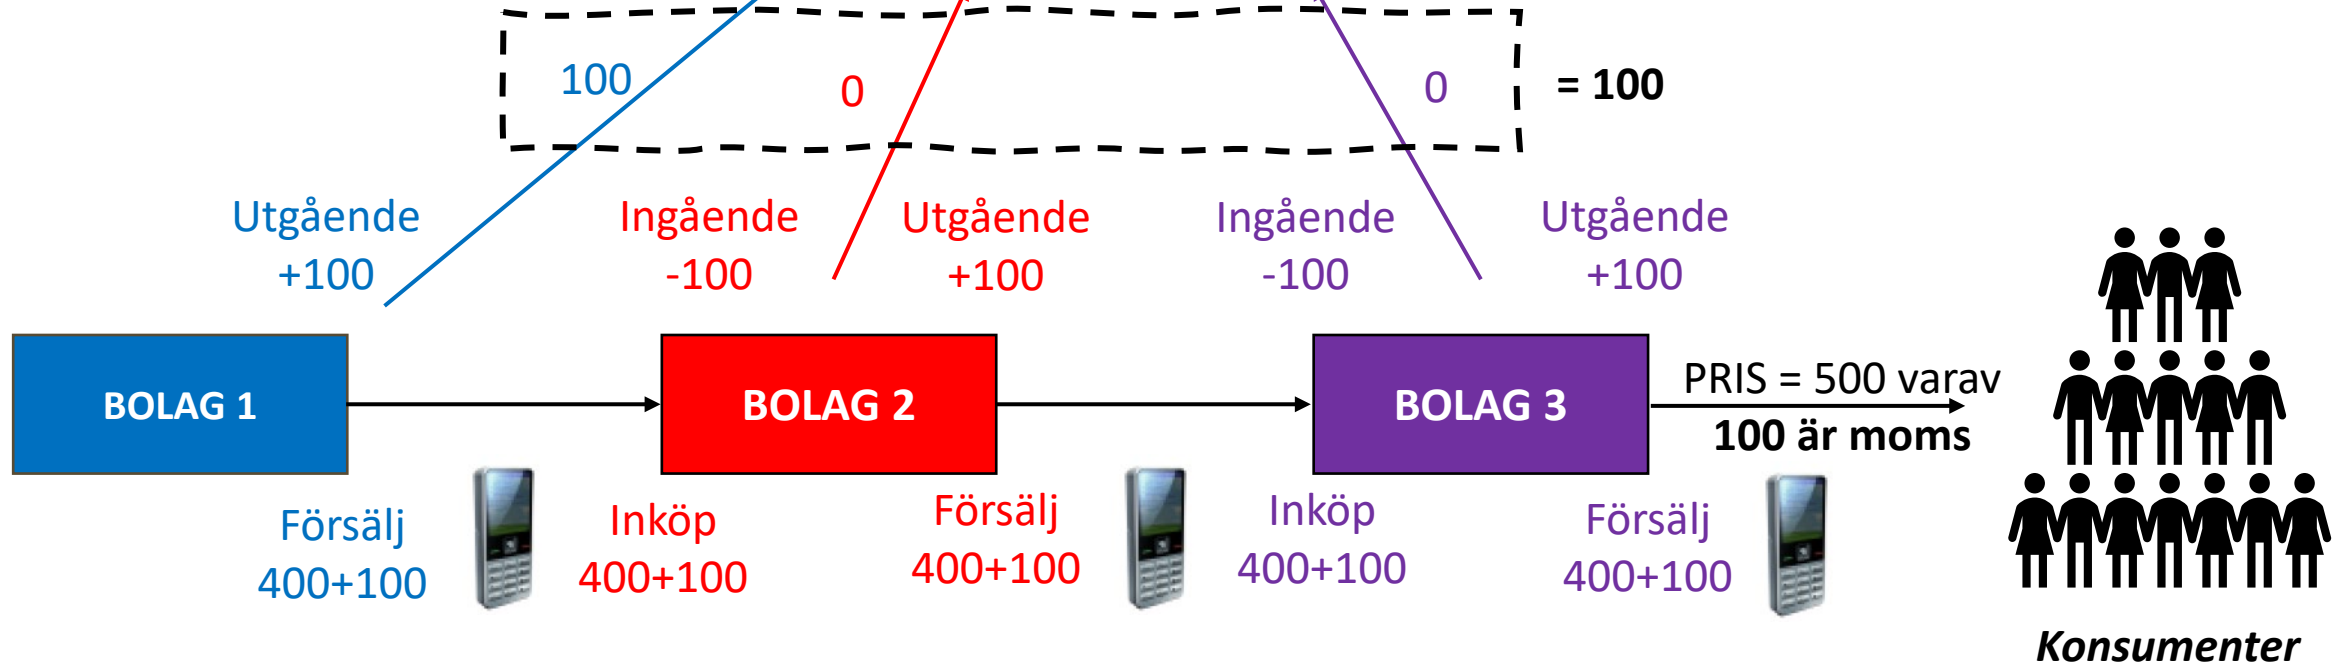 100
0
0
= 100
Utgående
+100
Ingående
-100
Utgående
+100
Ingående
-100
Utgående
+100
BOLAG 1
BOLAG 2
BOLAG 3
PRIS = 500 varav
100 är moms
Försälj
400+100
Inköp
400+100
Försälj
400+100
Inköp
400+100
Försälj
400+100
Konsumenter